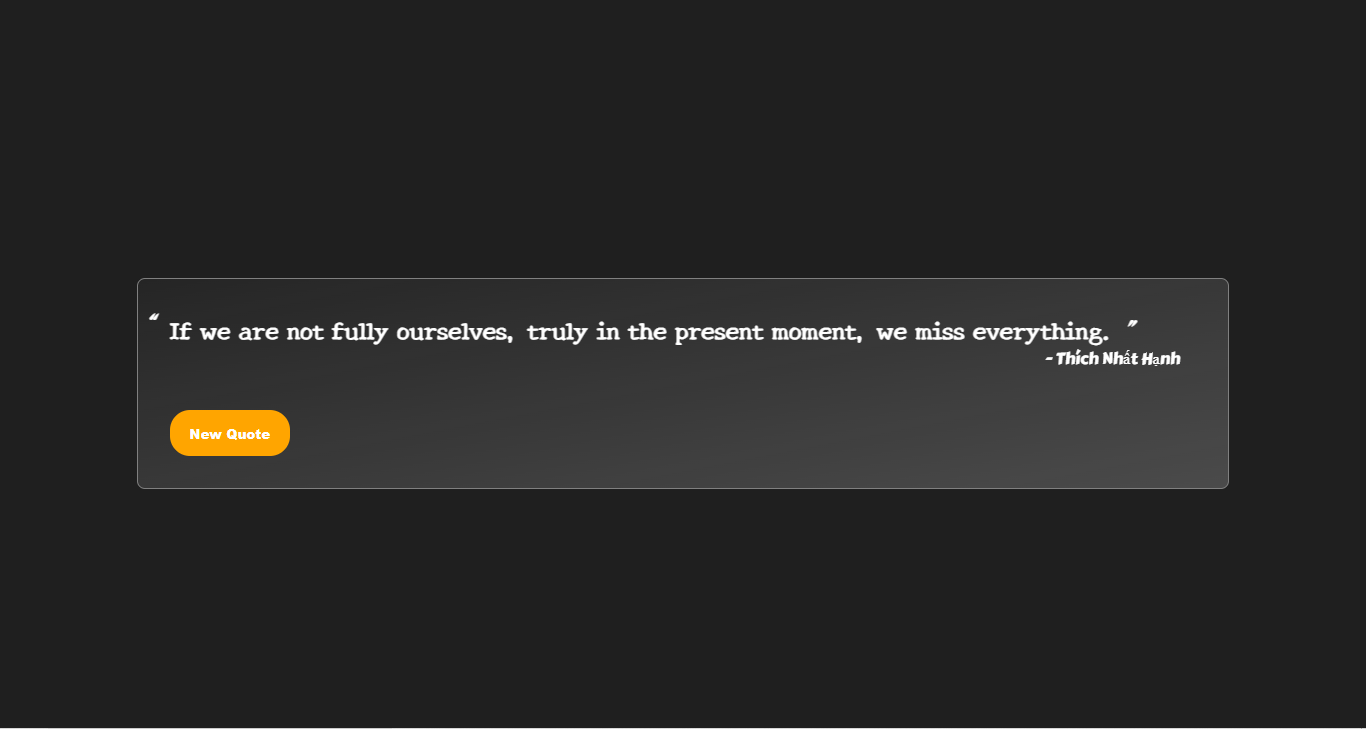 “ If we are not fully ourselves, truly in the present moment, we miss everything. ”
- Thích Nhất Hạnh
New Quote